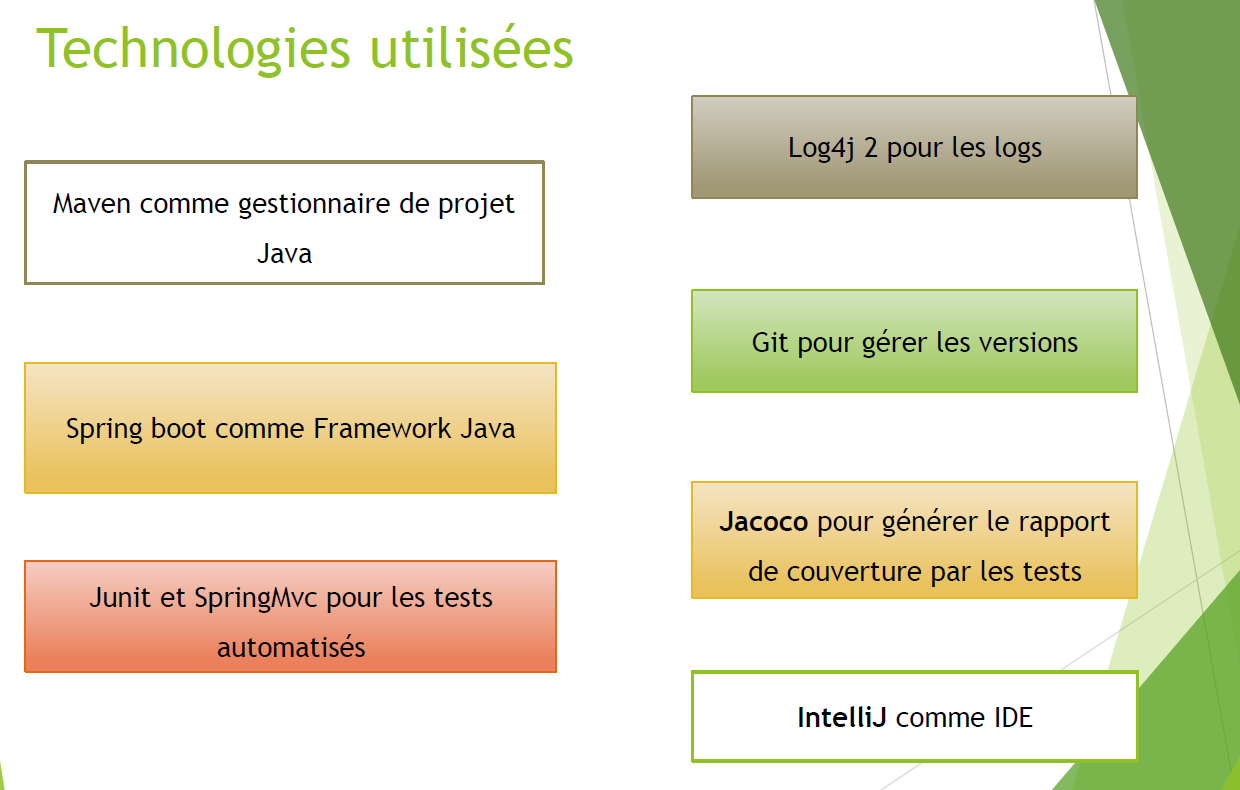 Technologies utilisées
Maven comme gestionnaire de projet
Java
Spring boot comme Framework Java
Junit et SpringMvc pour les tests
automatisés
Log4j 2 pour les logs
Git pour gérer les versions
Jacoco pour générer le rapport
de couverture par les tests
IntelliJ comme IDE